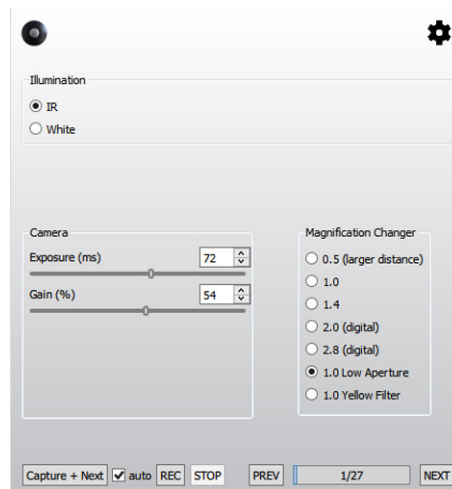 Illumination
IR
White
Camera
Exposure (ms) 72
Gain (%) 54
Magnification Changer
0.5 (larger distance)
1.0
1.4
2.0 (digital)
2.8 (digital)
1.0 Low Aperture
1.0 Yellow Filter
Capture + Next auto REC STOP PREV 1/27 NEXT